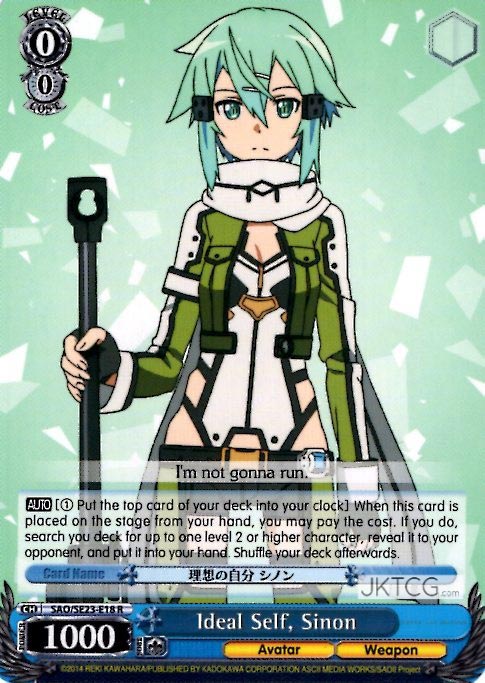 LEVEL
0
0
COST
I'm not gonna run.
AUTO [① Put the top card of your deck into your clock] When this card is
placed on the stage from your hand, you may pay the cost. If you do,
search you deck for up to one level 2 or higher character, reveal it to your
opponent, and put it into your hand. Shuffle your deck afterwards.
Card Name
理想の自分 シノン
JKTCG.com
CH SAO/SE23-E18 R
POWER
1000
Ideal Self, Sinon
Avatar
Weapon
©2014 REKI KAWAHARA/PUBLISHED BY KADOKAWA CORPORATION ASCII MEDIA WORKS/SAOII Project